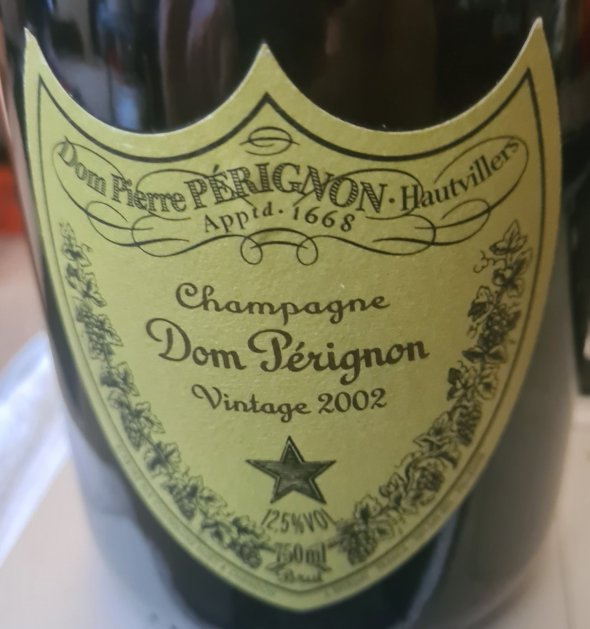 Dom Pierre PÉRIGNON · Hautvillers
Apptd · 1668
Champagne
Dom Pérignon
Vintage 2002
12.5%VOL
750ml
Brut